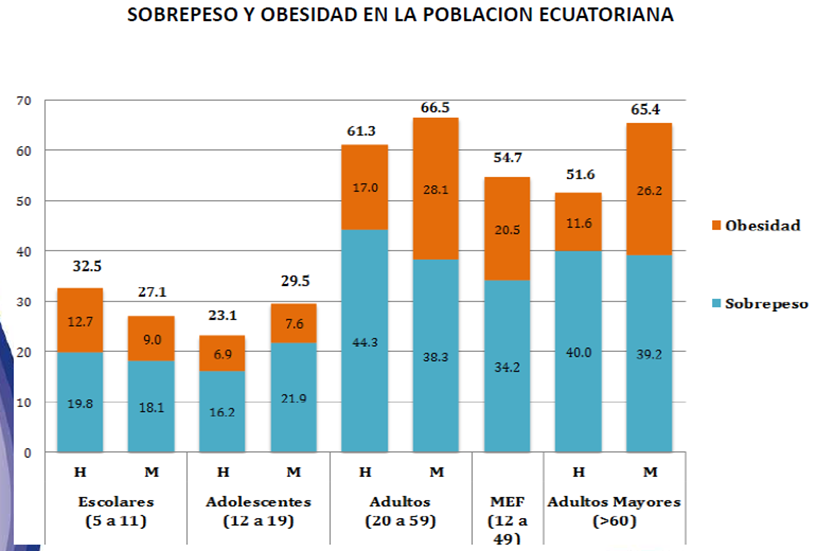 SOBREPESO Y OBESIDAD EN LA POBLACION ECUATORIANA
70
60
50
40
30
20
10
0
32.5
12.7
19.8
27.1
9.0
18.1
23.1
6.9
16.2
29.5
7.6
21.9
61.3
17.0
44.3
66.5
28.1
38.3
54.7
20.5
34.2
51.6
11.6
40.0
65.4
26.2
39.2
H M H M H M H M
Escolares
(5 a 11)
Adolescentes
(12 a 19)
Adultos
(20 a 59)
MEF
(12 a
49)
Adultos Mayores
(>60)
Obesidad
Sobrepeso